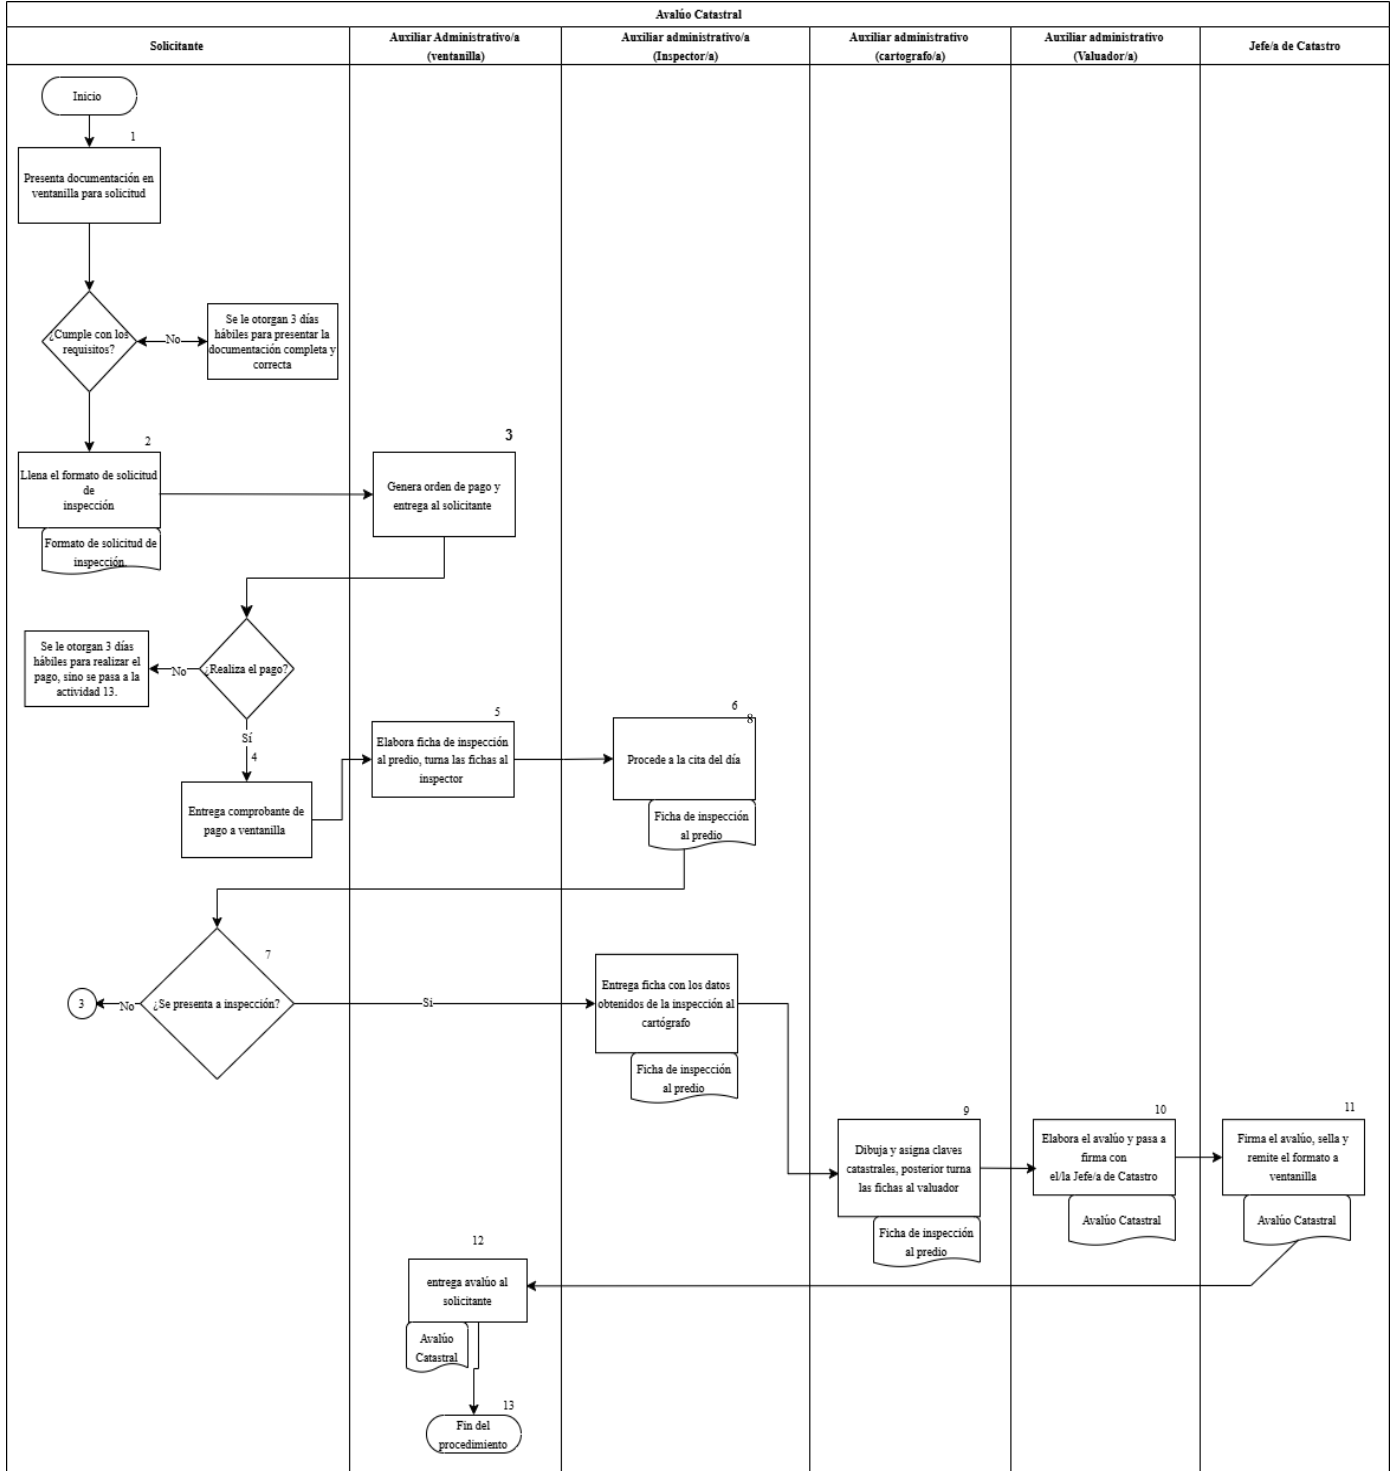 Avalúo Catastral
Solicitante
Auxiliar Administrativo/a
(ventanilla)
Auxiliar administrativo/a
(Inspector/a)
Auxiliar administrativo
(cartografo/a)
Auxiliar administrativo
(Valuador/a)
Jefe/a de Catastro
Inicio
1
Presenta documentación en
ventanilla para solicitud
¿Cumple con los
requisitos?
No
Se le otorgan 3 días
hábiles para presentar la
documentación completa y
correcta
2
Llena el formato de solicitud
de
inspección
Formato de solicitud de
inspección.
3
Genera orden de pago y
entrega al solicitante
Se le otorgan 3 días
hábiles para realizar el
pago, sino se pasa a la
actividad 13.
No
¿Realiza el pago?
Sí
4
Entrega comprobante de
pago a ventanilla
5
Elabora ficha de inspección
al predio, turna las fichas al
inspector
6
8
Procede a la cita del día
Ficha de inspección
al predio
7
¿Se presenta a inspección?
No
3
Si
Entrega ficha con los datos
obtenidos de la inspección al
cartógrafo
Ficha de inspección
al predio
9
Dibuja y asigna claves
catastrales, posterior turna
las fichas al valuador
Ficha de inspección
al predio
10
Elabora el avalúo y pasa a
firma con
el/la Jefe/a de Catastro
Avalúo Catastral
11
Firma el avalúo, sella y
remite el formato a
ventanilla
Avalúo Catastral
12
entrega avalúo al
solicitante
Avalúo
Catastral
13
Fin del
procedimiento